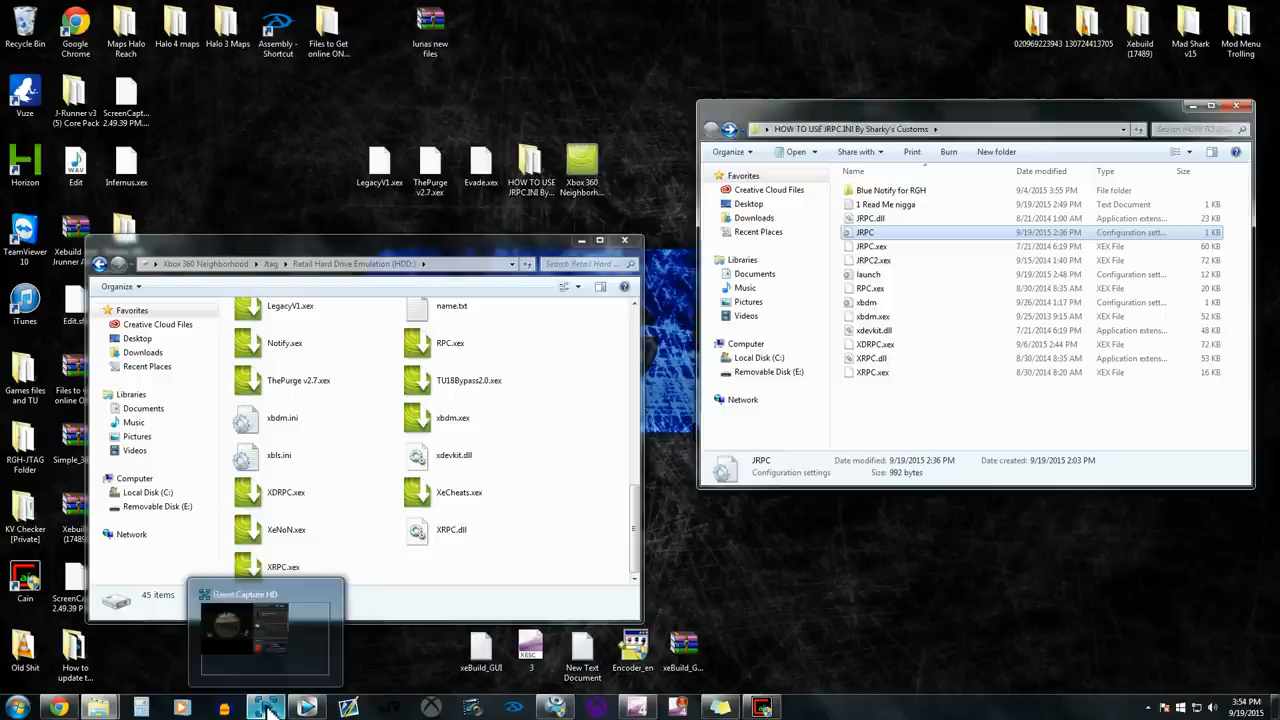 Recycle Bin
Google
Chrome
Maps Halo
Reach
Halo 4 maps
Halo 3 Maps
Assembly -
Shortcut
Files to Get
online ON...
lunas new
files
020969223943
130724413705
Xebuild
(17489)
Mad Shark
v15
Mod Menu
Trolling
Vuze
J-Runner v3
(5) Core Pack
ScreenCapt...
2.49.39 PM....
Horizon
WAV
Edit
Infernus.xex
LegacyV1.xex
ThePurge
v2.7.xex
Evade.xex
HOW TO USE
JRPC.INI By...
Xbox 360
Neighborh...
TeamViewer
10
Xebuild
Jrunner A...
iTunes
Edit.sf...
Games files
and TU
Files to
online O...
RGH-JTAG
Folder
Simple_3...
KV Checker
[Private]
Xebuild
(17489...
Cain
ScreenCapt...
2.49.39 P...
Old Shit
How to
update t...
HOW TO USE JRPC.INI By Sharky's Customs
Search HOW TO ...
Organize
Open
Share with
Print
Burn
New folder
Favorites
Creative Cloud Files
Desktop
Downloads
Recent Places
Libraries
Documents
Music
Pictures
Videos
Computer
Local Disk (C:)
Removable Disk (E:)
Network
Name
Date modified
Type
Size
Blue Notify for RGH 9/4/2015 3:55 PM File folder
1 Read Me nigga 9/19/2015 2:49 PM Text Document 1 KB
JRPC.dll 8/21/2014 1:00 AM Application extens... 23 KB
JRPC 9/19/2015 2:36 PM Configuration sett... 1 KB
JRPC.xex 7/21/2014 6:19 PM XEX File 60 KB
JRPC2.xex 9/15/2014 1:40 PM XEX File 72 KB
launch 9/19/2015 2:48 PM Configuration sett... 11 KB
RPC.xex 8/30/2014 8:35 AM XEX File 20 KB
xbdm 9/26/2014 1:17 PM Configuration sett... 1 KB
xbdm.xex 9/25/2013 9:15 AM XEX File 52 KB
xdevkit.dll 7/21/2014 6:19 PM Application extens... 48 KB
XDRPC.xex 9/6/2015 2:44 PM XEX File 72 KB
XRPC.dll 8/30/2014 8:35 AM Application extens... 53 KB
XRPC.xex 8/30/2014 8:20 AM XEX File 16 KB
JRPC Date modified: 9/19/2015 2:36 PM Date created: 9/19/2015 2:03 PM
Configuration settings Size: 992 bytes
Xbox 360 Neighborhood
Jtag
Retail Hard Drive Emulation (HDD:)
Search Retail Hard ...
Organize
Favorites
Creative Cloud Files
Desktop
Downloads
Recent Places
Libraries
Documents
Music
Pictures
Videos
Computer
Local Disk (C:)
Removable Disk (E:)
Network
LegacyV1.xex
name.txt
Notify.xex
RPC.xex
ThePurge v2.7.xex
TU18Bypass2.0.xex
xbdm.ini
xbdm.xex
xbls.ini
xdevkit.dll
XDRPC.xex
XeCheats.xex
XeNoN.xex
XRPC.dll
XRPC.xex
45 items
Game Capture HD
xeBuild_GUI
XESC
3
New Text
Document
Encoder_en
xeBuild_G...
3:54 PM
9/19/2015